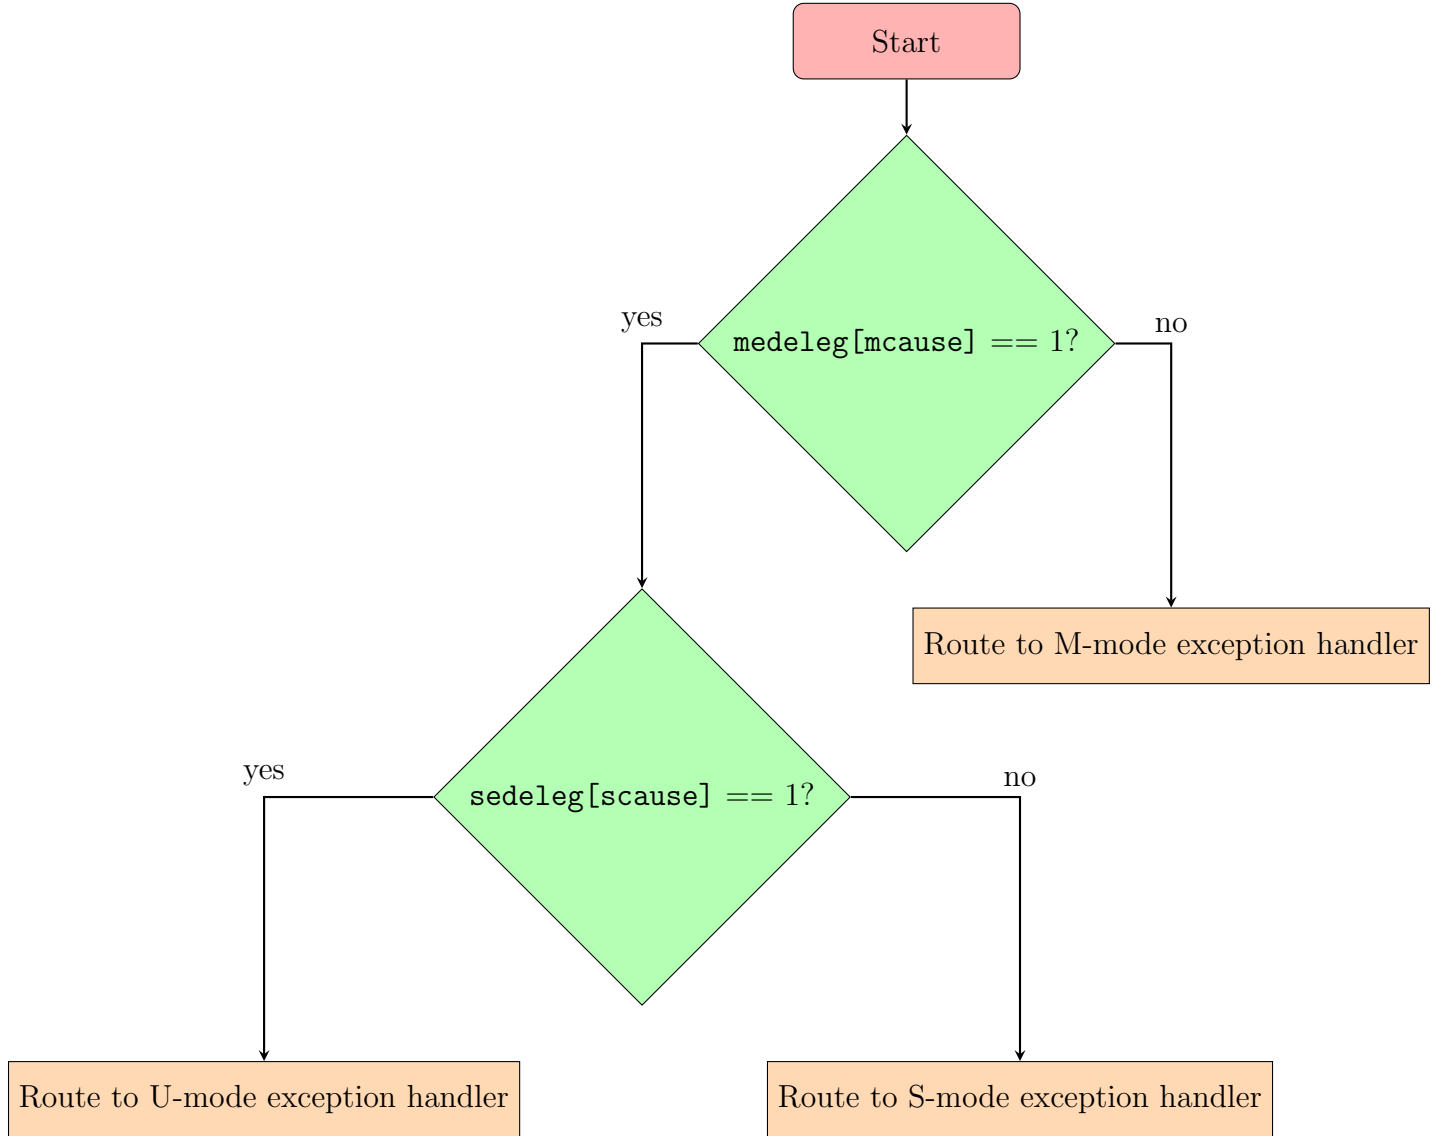 Start
medeleg[mcause] == 1?
yes
no
Route to M-mode exception handler
sedeleg[scause] == 1?
yes
no
Route to U-mode exception handler
Route to S-mode exception handler